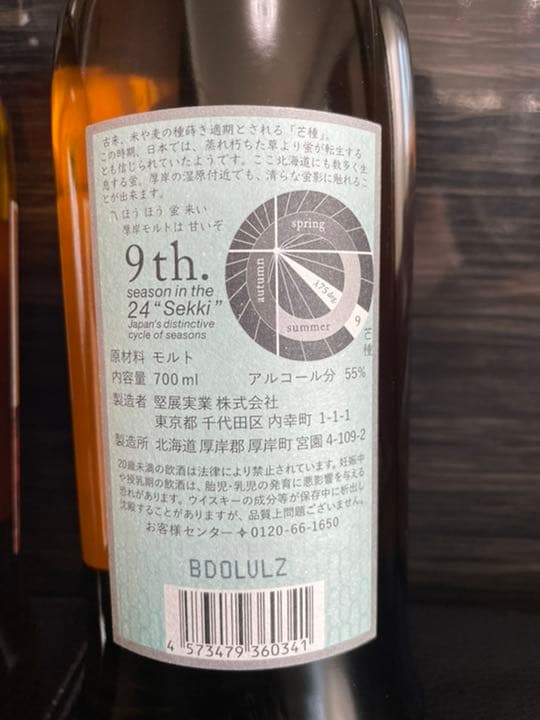 古来、米や麦の種蒔き適期とされる「芒種」。
この時期、日本では、蒸れ朽ちた草より蛍が転生する
とも信じられていたようです。ここ北海道にも数多く生
息する蛍。厚岸の湿原付近でも、清らな蛍影に触れるこ
とが出来ます。
〽ほう ほう 蛍 来い
厚岸モルトは 甘いぞ
9th.
season in the
24 “Sekki”
Japan's distinctive
cycle of seasons
spring
autumn
summer
λ75deg
9 芒種
原材料 モルト
内容量 700ml アルコール分 55%
製造者 堅展実業 株式会社
東京都 千代田区 内幸町 1-1-1
製造所 北海道 厚岸郡 厚岸町 宮園 4-109-2
20歳未満の飲酒は法律により禁止されています。妊娠中
や授乳期の飲酒は、胎児・乳児の発育に悪影響を与える
恐れがあります。ウイスキーの成分等が保存中に析出し
沈殿することがありますが、品質上問題ございません。
お客様センター✦0120-66-1650
BDOLULZ
4 573479 360341